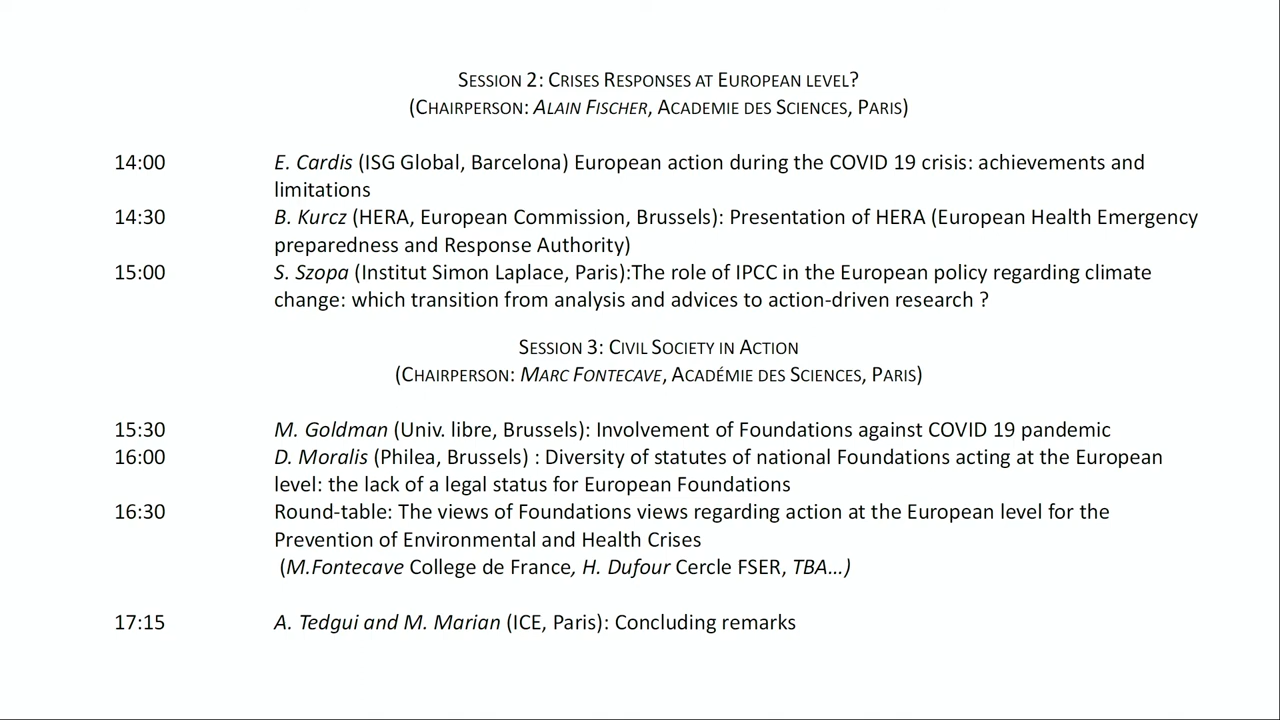 SESSION 2: CRISES RESPONSES AT EUROPEAN LEVEL?
(CHAIRPERSON: ALAIN FISCHER, ACADEMIE DES SCIENCES, PARIS)
14:00 E. Cardis (ISG Global, Barcelona) European action during the COVID 19 crisis: achievements and
limitations
14:30 B. Kurcz (HERA, European Commission, Brussels): Presentation of HERA (European Health Emergency
preparedness and Response Authority)
15:00 S. Szopa (Institut Simon Laplace, Paris):The role of IPCC in the European policy regarding climate
change: which transition from analysis and advices to action-driven research ?
SESSION 3: CIVIL SOCIETY IN ACTION
(CHAIRPERSON: MARC FONTECAVE, ACADÉMIE DES SCIENCES, PARIS)
15:30 M. Goldman (Univ. libre, Brussels): Involvement of Foundations against COVID 19 pandemic
16:00 D. Moralis (Philea, Brussels) : Diversity of statutes of national Foundations acting at the European
level: the lack of a legal status for European Foundations
16:30 Round-table: The views of Foundations views regarding action at the European level for the
Prevention of Environmental and Health Crises
(M.Fontecave College de France, H. Dufour Cercle FSER, TBA…)
17:15 A. Tedgui and M. Marian (ICE, Paris): Concluding remarks